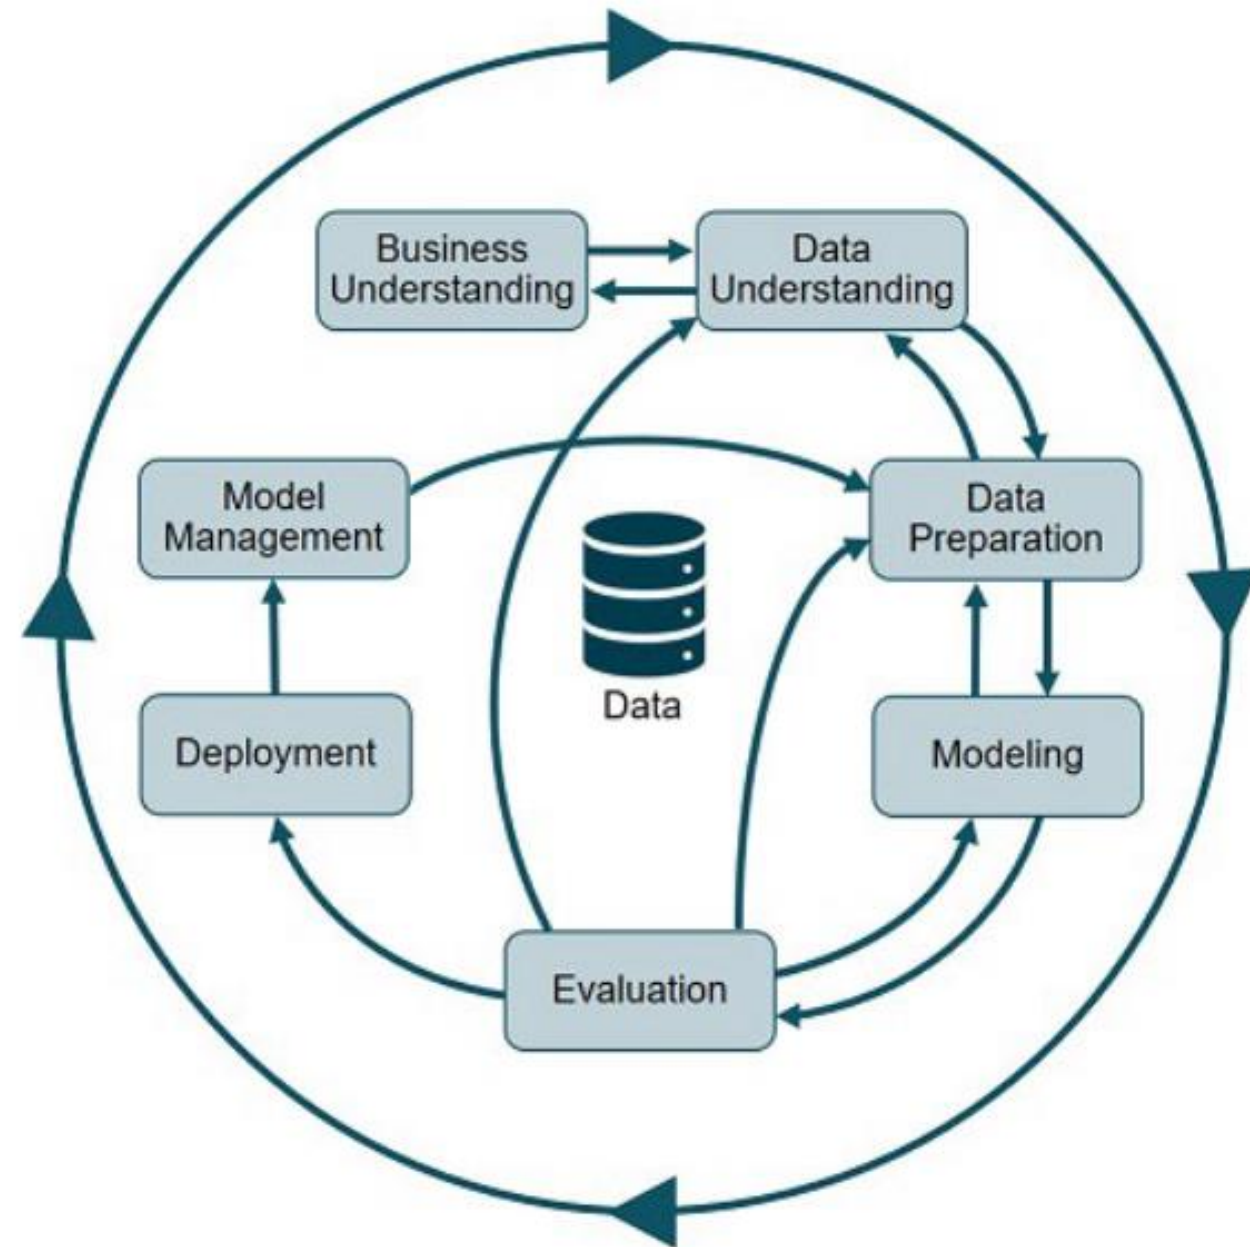 Business
Understanding
Data
Understanding
Model
Management
Data
Preparation
Data
Deployment
Modeling
Evaluation